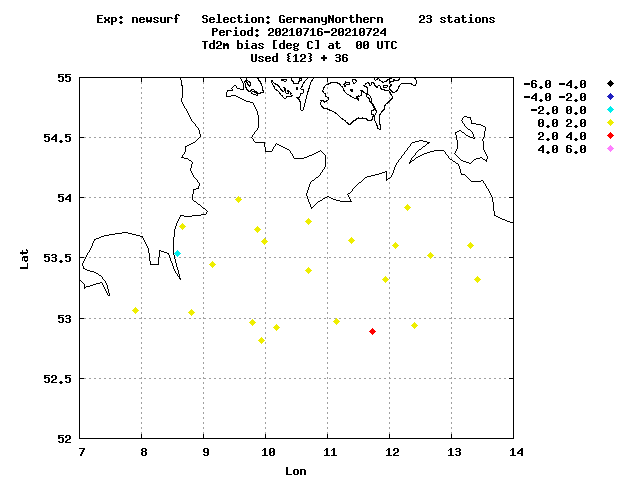 Exp: newsurf   Selection: GermanyNorthern     23 stations
Period: 20210716-20210724
Td2m bias [deg C] at  00 UTC
Used {12} + 36
-6.0 -4.0
-4.0 -2.0
-2.0 0.0
0.0 2.0
2.0 4.0
4.0 6.0
55
54.5
54
53.5
53
52.5
52
Lat
7 8 9 10 11 12 13 14
Lon